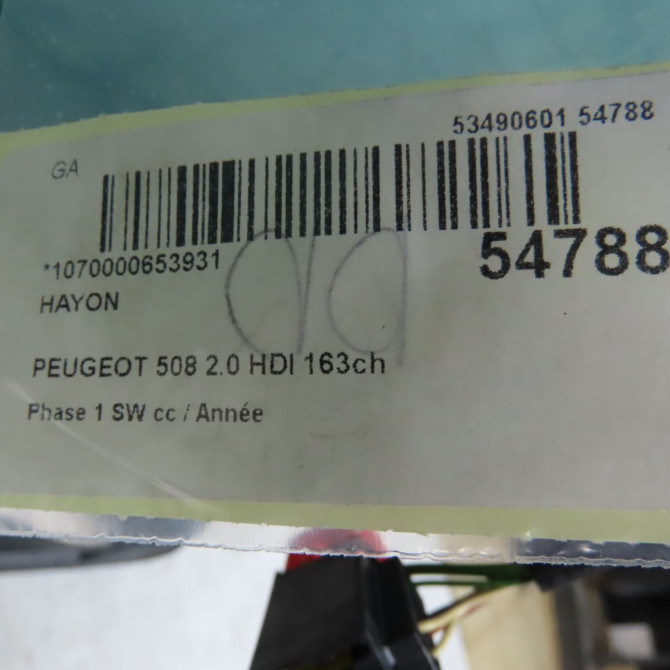 53490601 54788
GA
*1070000653931
54788
HAYON
PEUGEOT 508 2.0 HDI 163ch
Phase 1 SW cc / Année